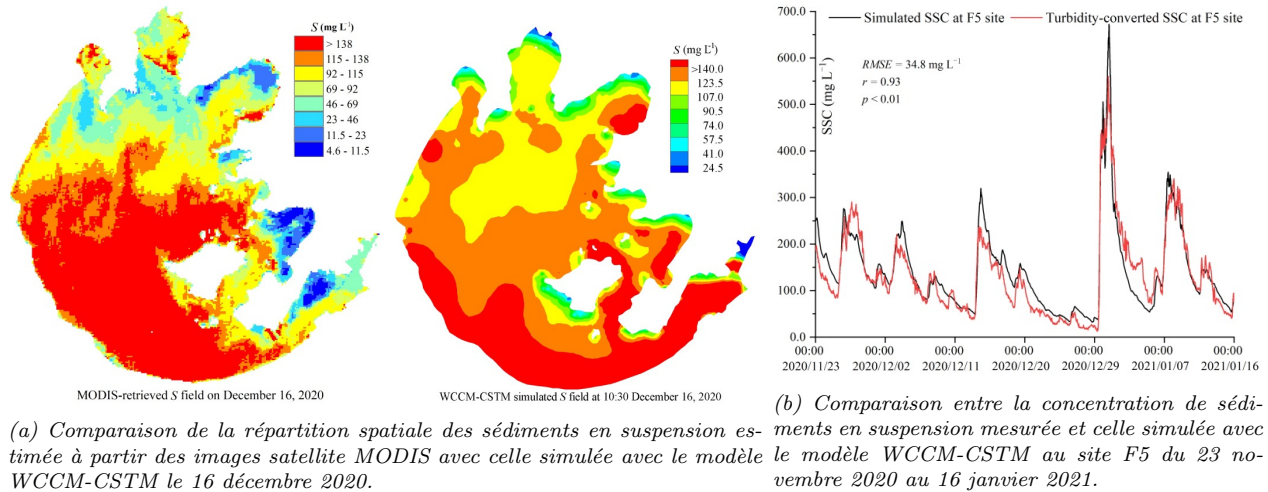 S (mg L⁻¹)
> 138
115 - 138
92 - 115
69 - 92
46 - 69
23 - 46
11.5 - 23
4.6 - 11.5
MODIS-retrieved S field on December 16, 2020
S (mg L⁻¹)
>140.0
123.5
107.0
90.5
74.0
57.5
41.0
24.5
WCCM-CSTM simulated S field at 10:30 December 16, 2020
(a) Comparaison de la répartition spatiale des sédiments en suspension es-
timée à partir des images satellite MODIS avec celle simulée avec le modèle
WCCM-CSTM le 16 décembre 2020.
Simulated SSC at F5 site
Turbidity-converted SSC at F5 site
RMSE = 34.8 mg L⁻¹
r = 0.93
p < 0.01
SSC (mg L⁻¹)
700.0
600.0
500.0
400.0
300.0
200.0
100.0
0.0
00:00 00:00 00:00 00:00 00:00 00:00 00:00
2020/11/23 2020/12/02 2020/12/11 2020/12/20 2020/12/29 2021/01/07 2021/01/16
(b) Comparaison entre la concentration de sédi-
ments en suspension mesurée et celle simulée avec
le modèle WCCM-CSTM au site F5 du 23 no-
vembre 2020 au 16 janvier 2021.